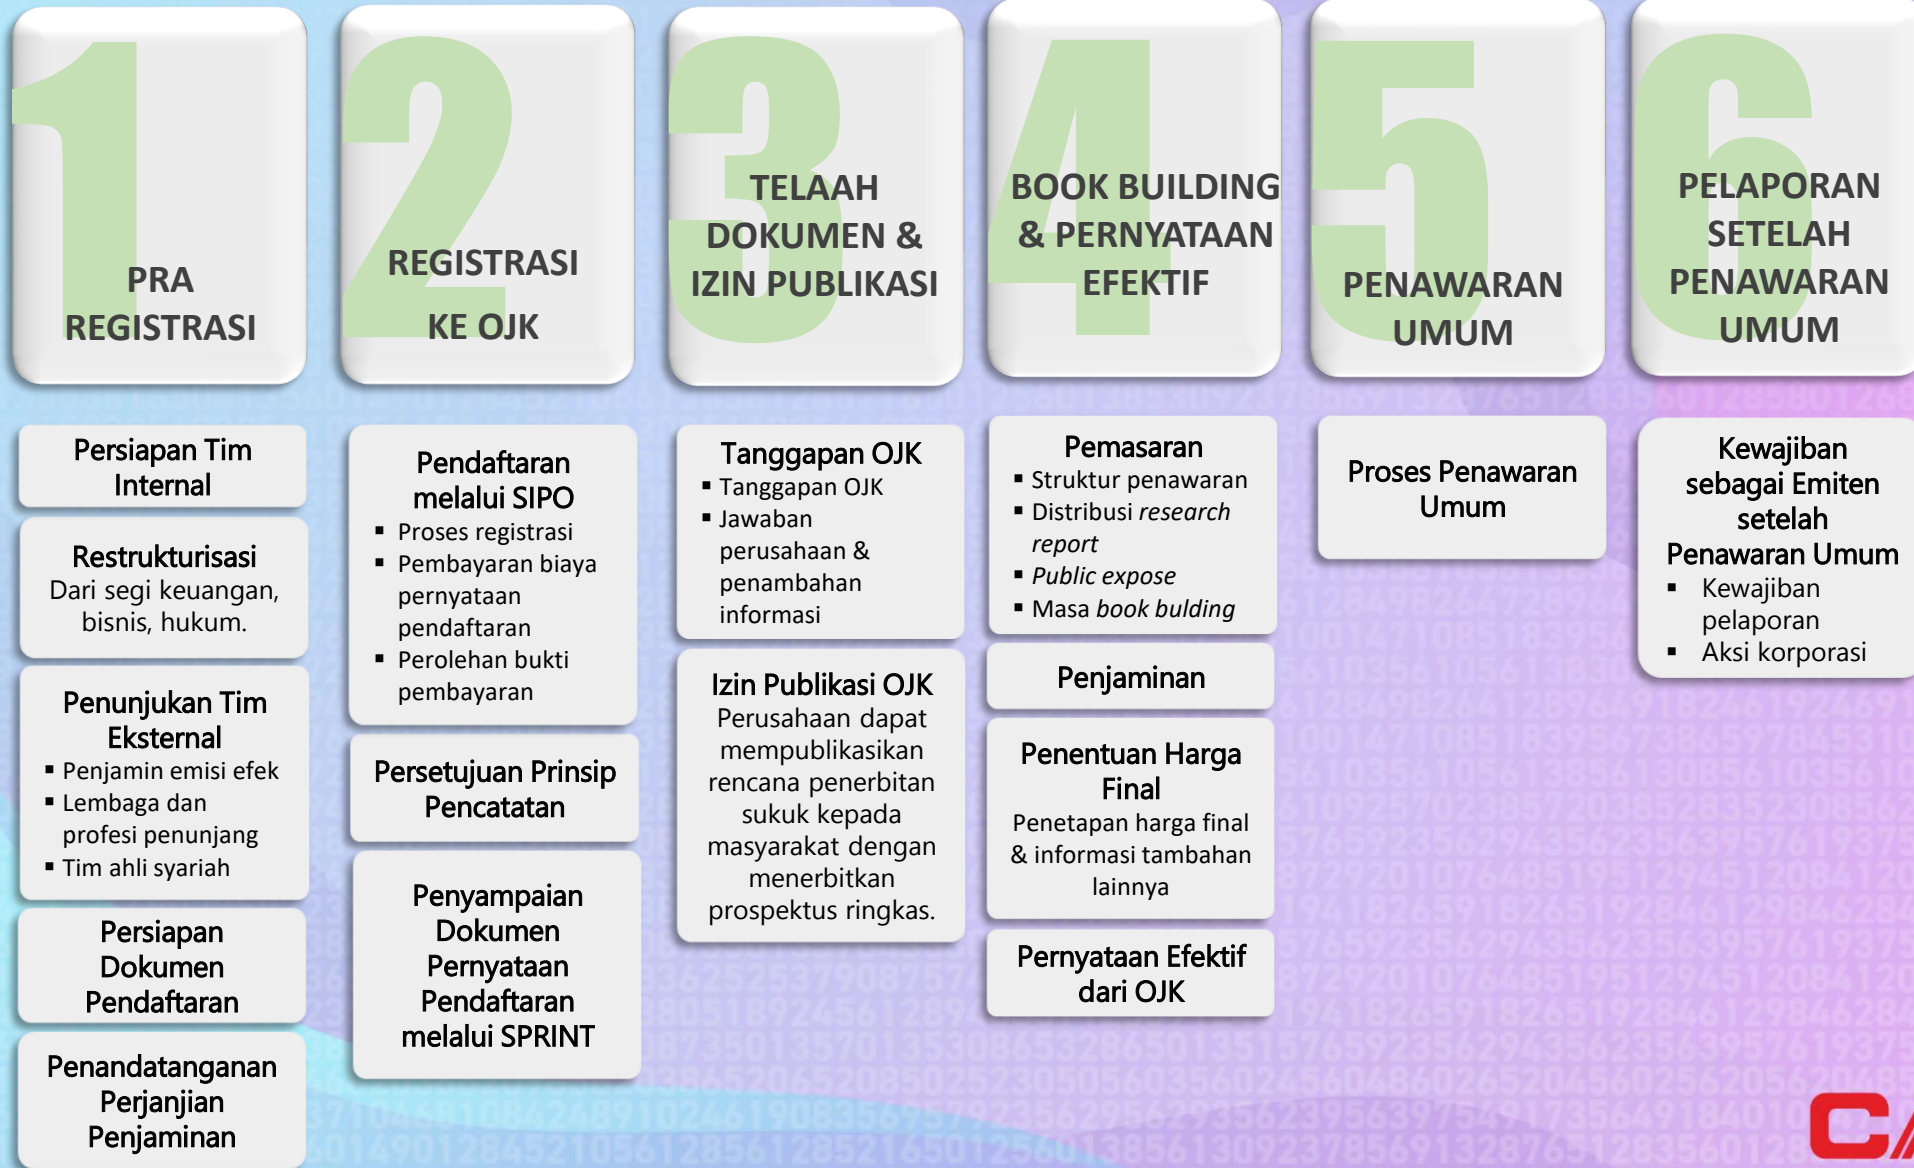 1
PRA
REGISTRASI
Persiapan Tim
Internal
Restrukturisasi
Dari segi keuangan,
bisnis, hukum.
Penunjukan Tim
Eksternal
▪ Penjamin emisi efek
▪ Lembaga dan
profesi penunjang
▪ Tim ahli syariah
Persiapan
Dokumen
Pendaftaran
Penandatanganan
Perjanjian
Penjaminan
2
REGISTRASI
KE OJK
Pendaftaran
melalui SIPO
▪ Proses registrasi
▪ Pembayaran biaya
pernyataan
pendaftaran
▪ Perolehan bukti
pembayaran
Persetujuan Prinsip
Pencatatan
Penyampaian
Dokumen
Pernyataan
Pendaftaran
melalui SPRINT
3
TELAAH
DOKUMEN &
IZIN PUBLIKASI
Tanggapan OJK
▪ Tanggapan OJK
▪ Jawaban
perusahaan &
penambahan
informasi
Izin Publikasi OJK
Perusahaan dapat
mempublikasikan
rencana penerbitan
sukuk kepada
masyarakat dengan
menerbitkan
prospektus ringkas.
4
BOOK BUILDING
& PERNYATAAN
EFEKTIF
Pemasaran
▪ Struktur penawaran
▪ Distribusi research
report
▪ Public expose
▪ Masa book bulding
Penjaminan
Penentuan Harga
Final
Penetapan harga final
& informasi tambahan
lainnya
Pernyataan Efektif
dari OJK
5
PENAWARAN
UMUM
Proses Penawaran
Umum
6
PELAPORAN
SETELAH
PENAWARAN
UMUM
Kewajiban
sebagai Emiten
setelah
Penawaran Umum
▪ Kewajiban
pelaporan
▪ Aksi korporasi